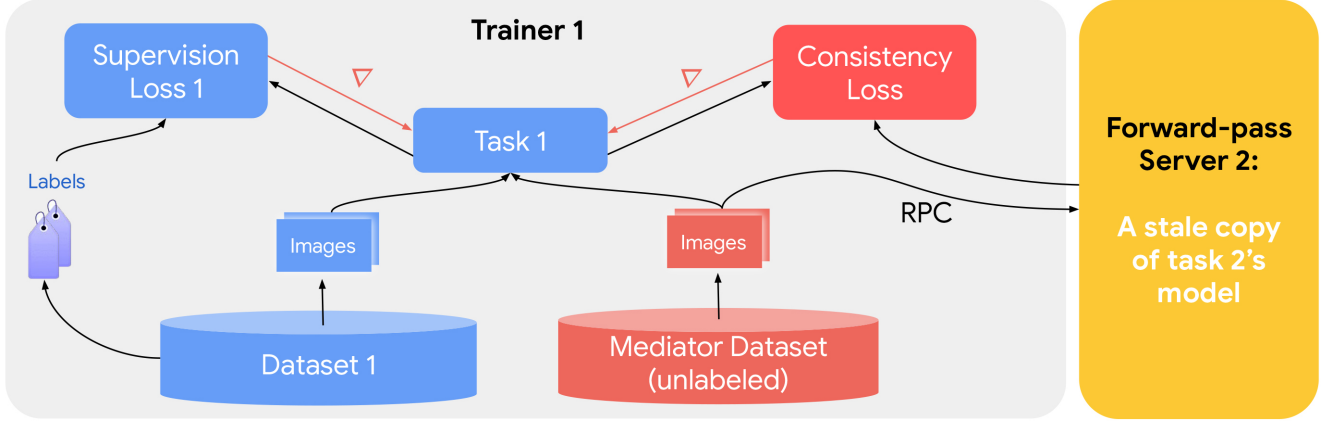 Trainer 1
Supervision
Loss 1
∇
∇
Consistency
Loss
Task 1
Labels
Images
Images
RPC
Dataset 1
Mediator Dataset
(unlabeled)
Forward-pass
Server 2:
A stale copy
of task 2's
model